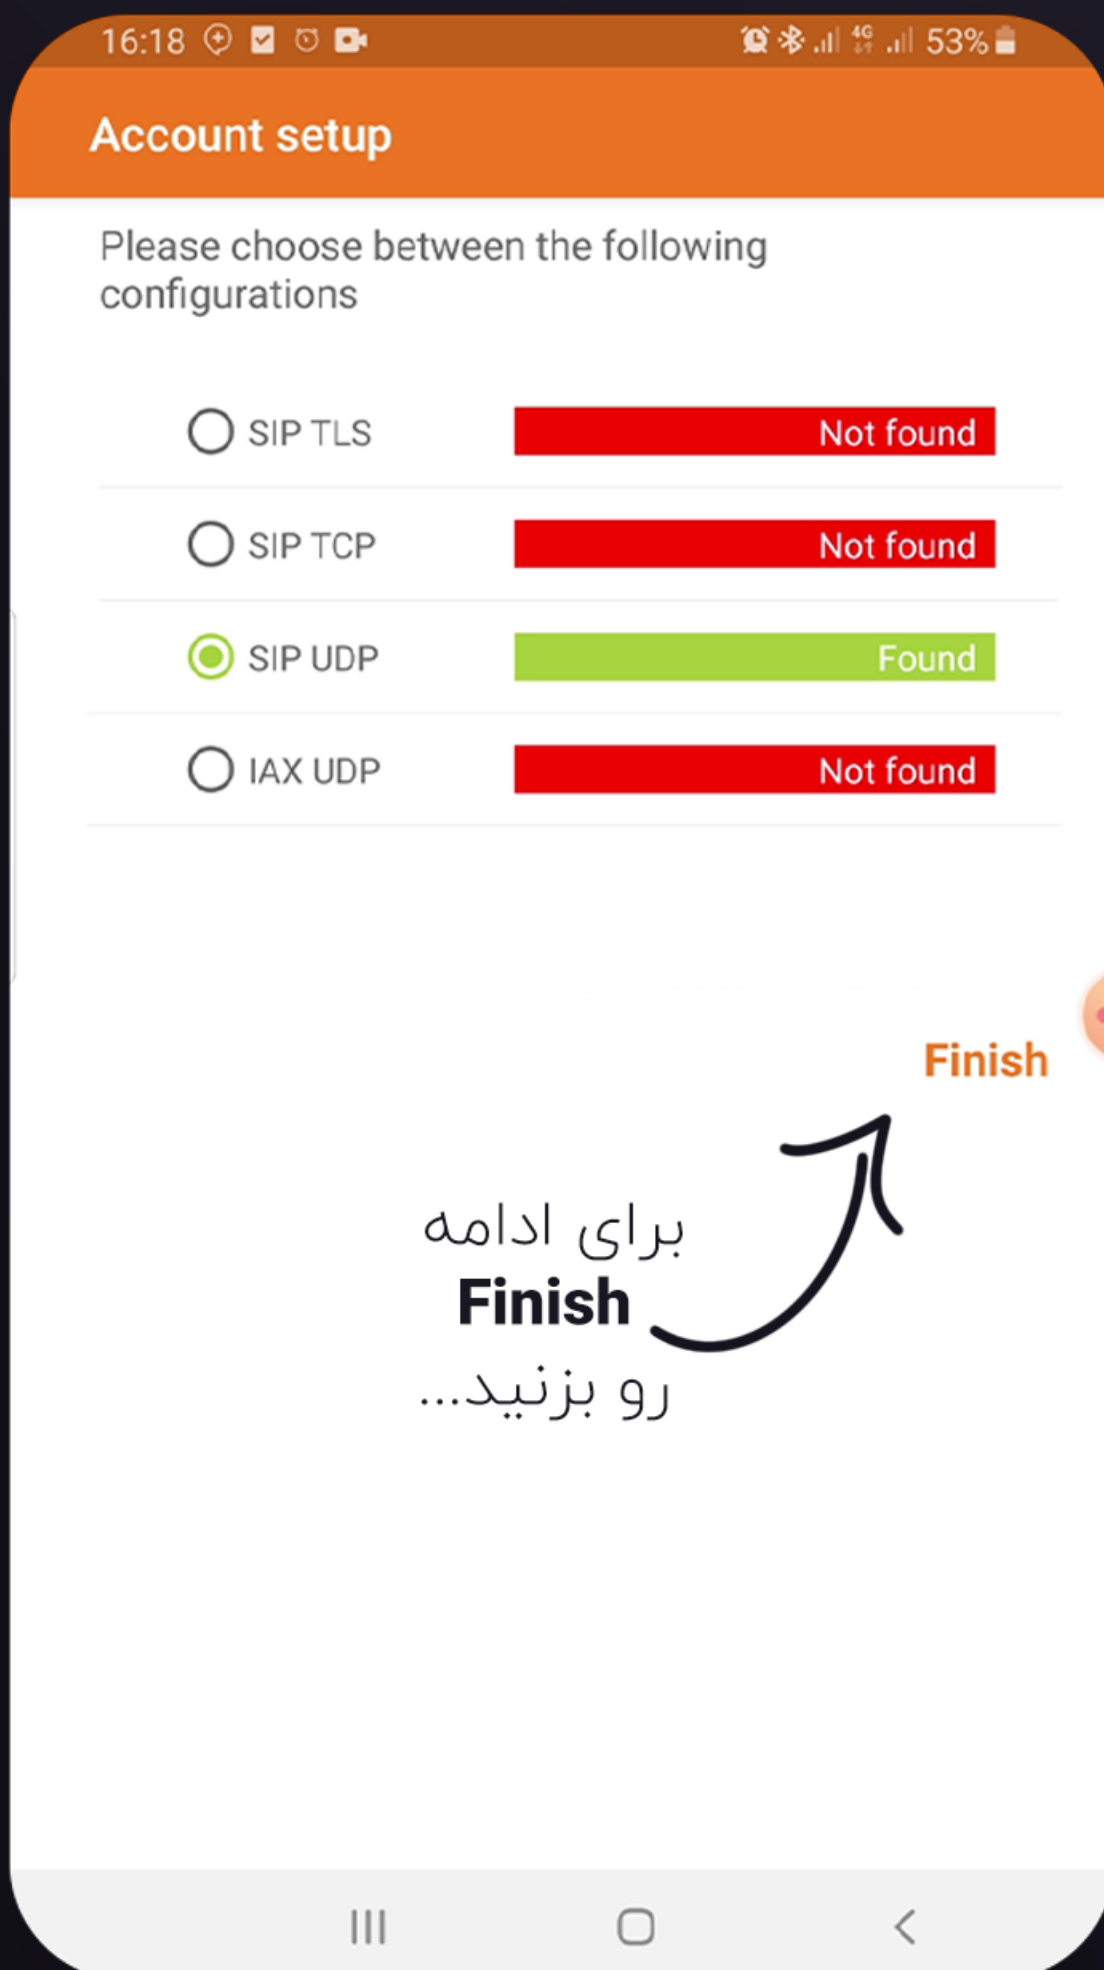 16:18 4G 53%
Account setup
Please choose between the following
configurations
SIP TLS Not found
SIP TCP Not found
SIP UDP Found
IAX UDP Not found
Finish
برای ادامه
Finish
رو بزنید...